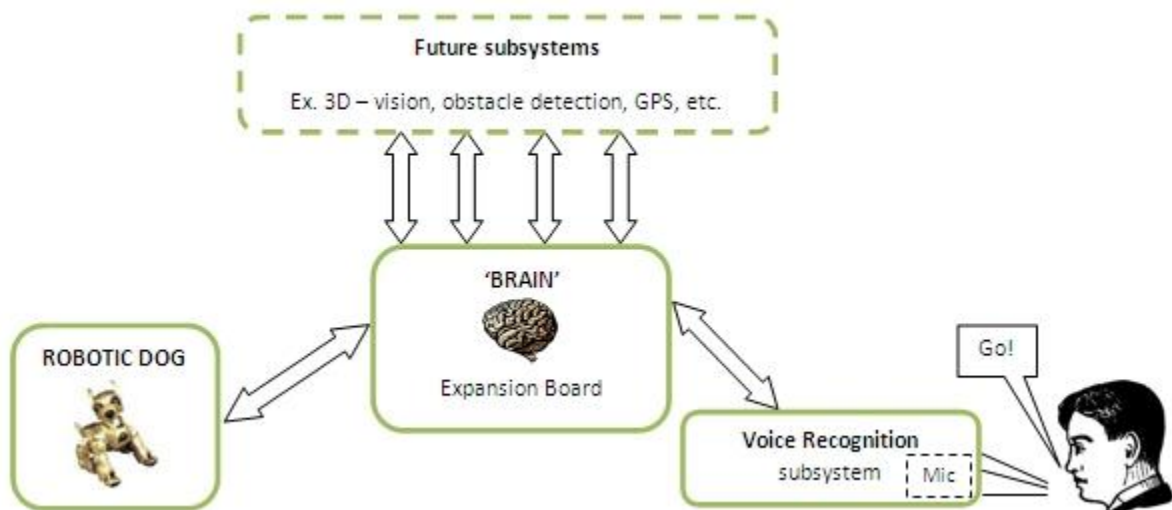 Future subsystems
Ex. 3D – vision, obstacle detection, GPS, etc.
‘BRAIN’
Expansion Board
ROBOTIC DOG
Go!
Voice Recognition
subsystem
Mic